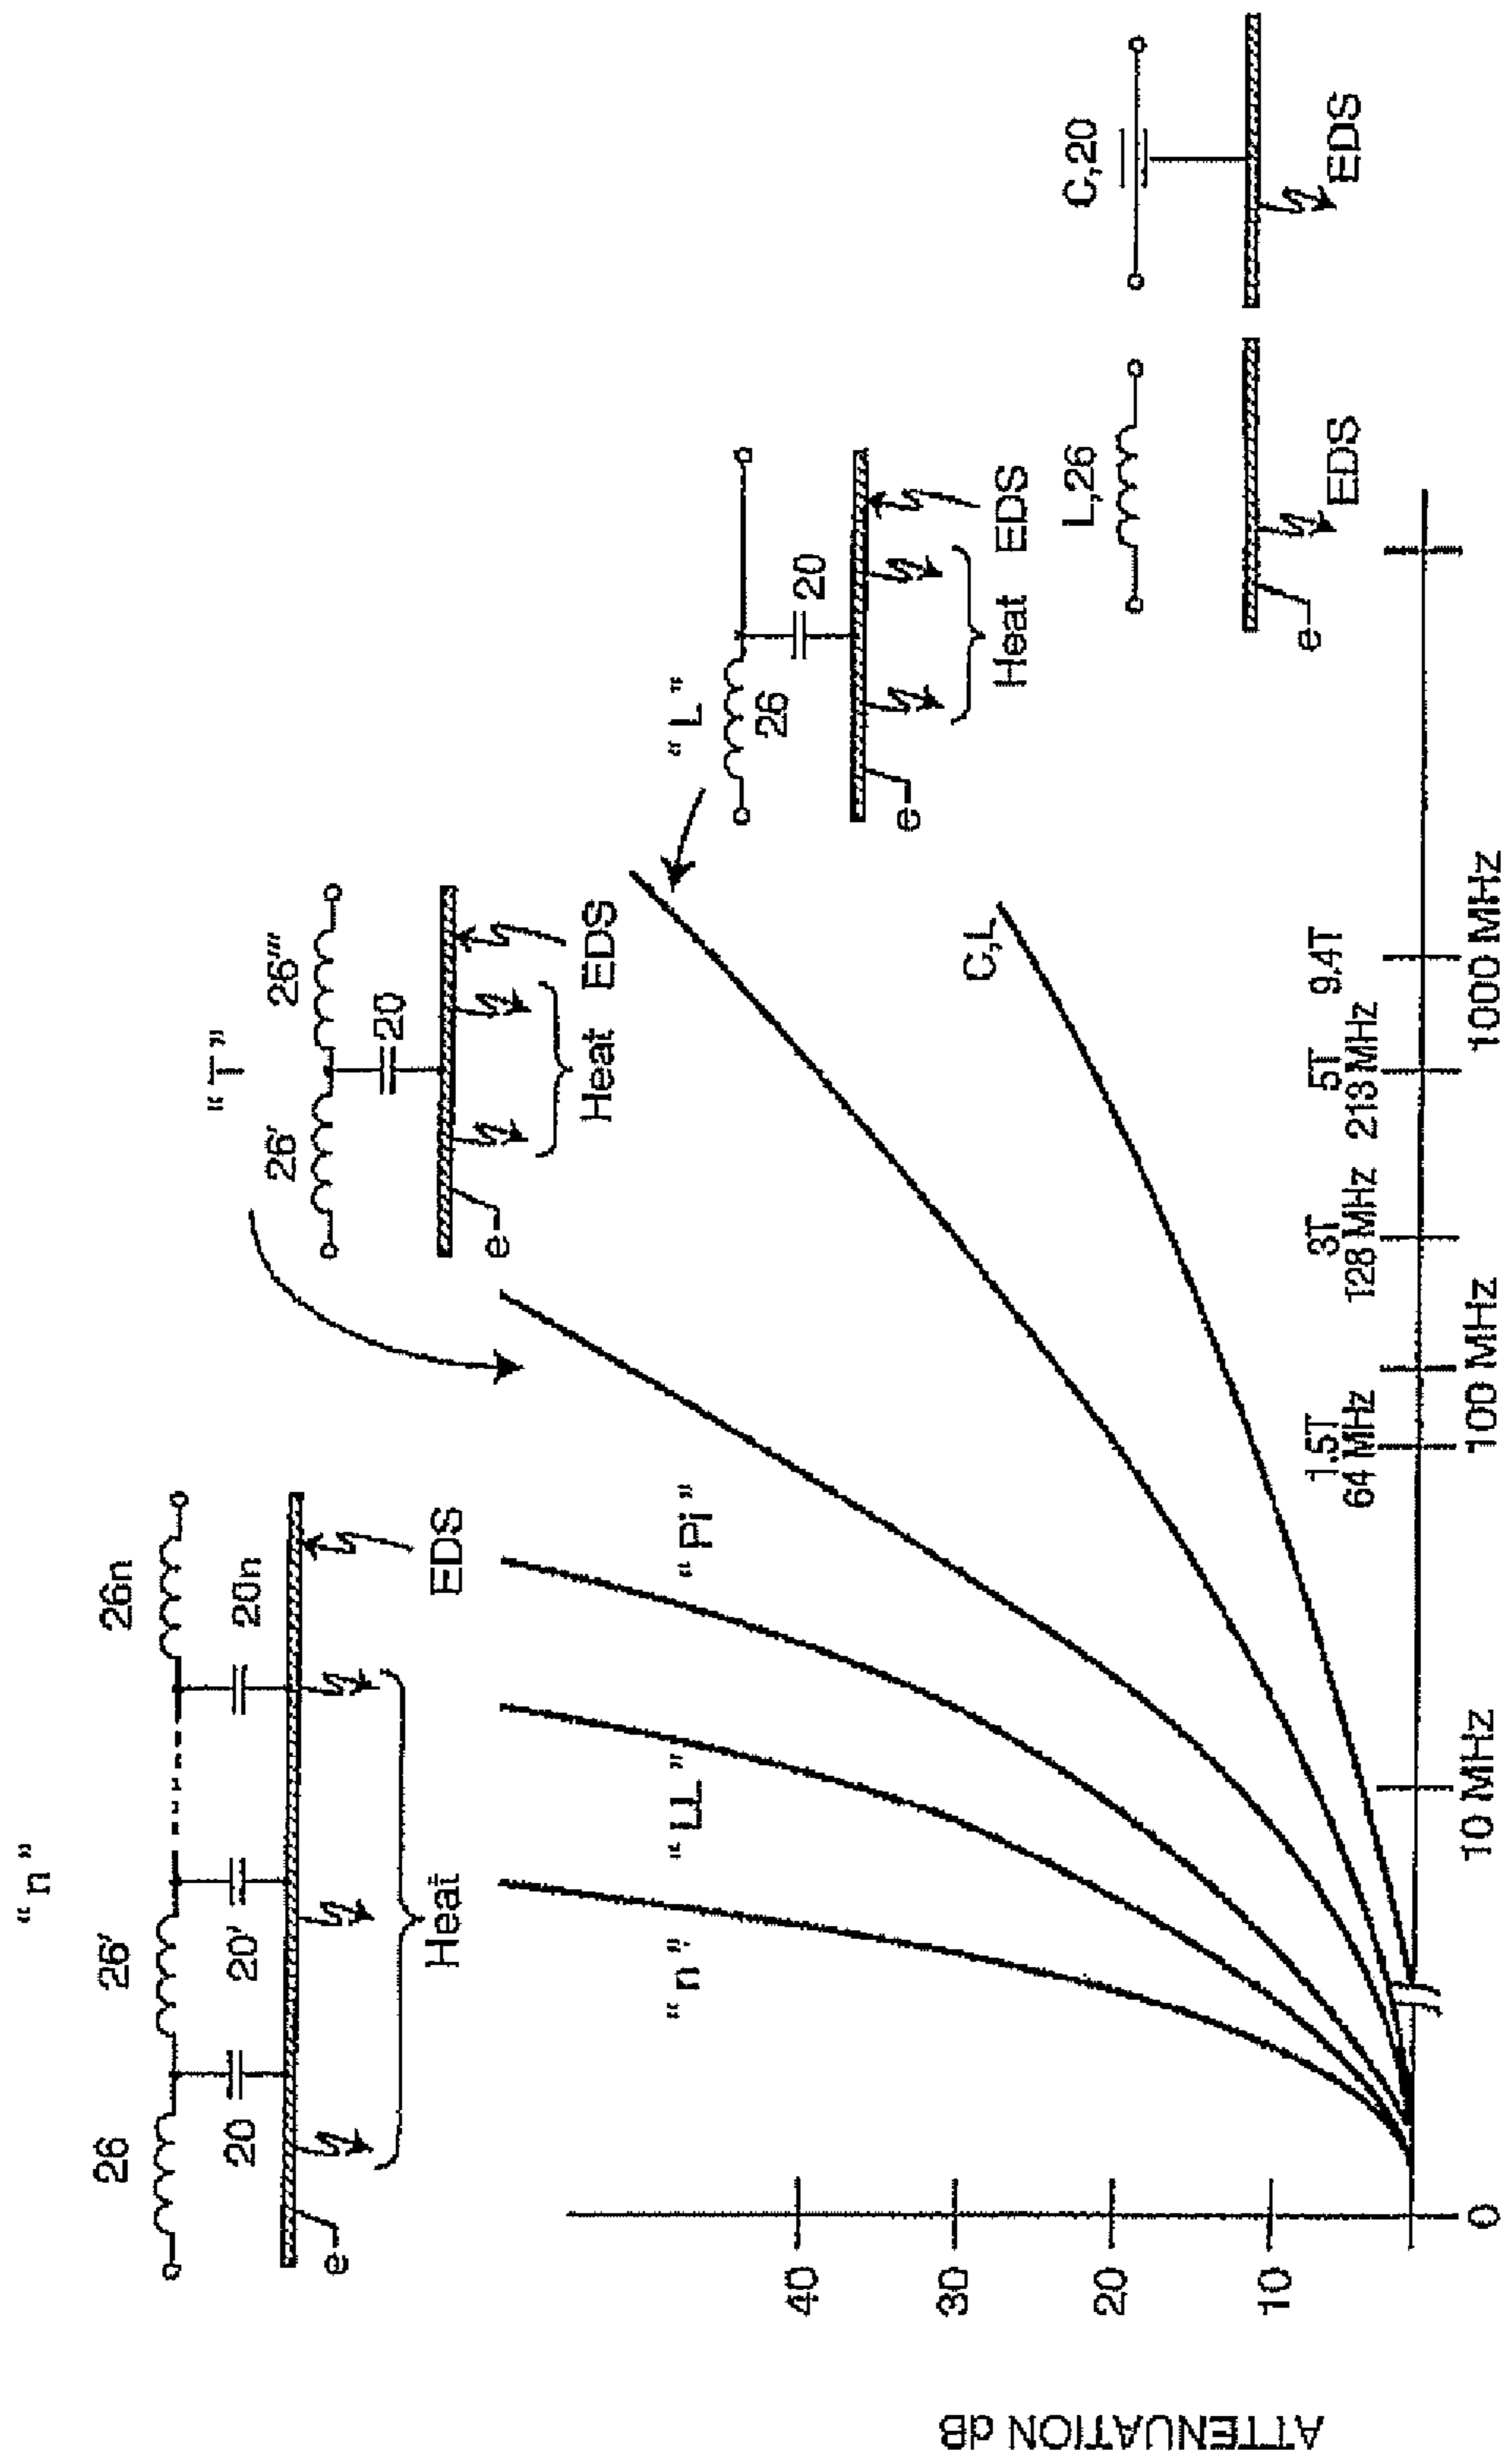 “n”
26 26′ 26n
20 20′ 20n
e
Heat
EDS
“T”
26′ 26‴
20
e
Heat
EDS
“L”
26
20
e
Heat
EDS
L,26
e
EDS
C,20
EDS
“n”
“LL”
“Pi”
C,L
ATTENUATION dB
40
30
20
10
1.5T
64 MHz
3T
128 MHz
5T
213 MHz
9.4T
0
10 MHz
100 MHz
1000 MHz